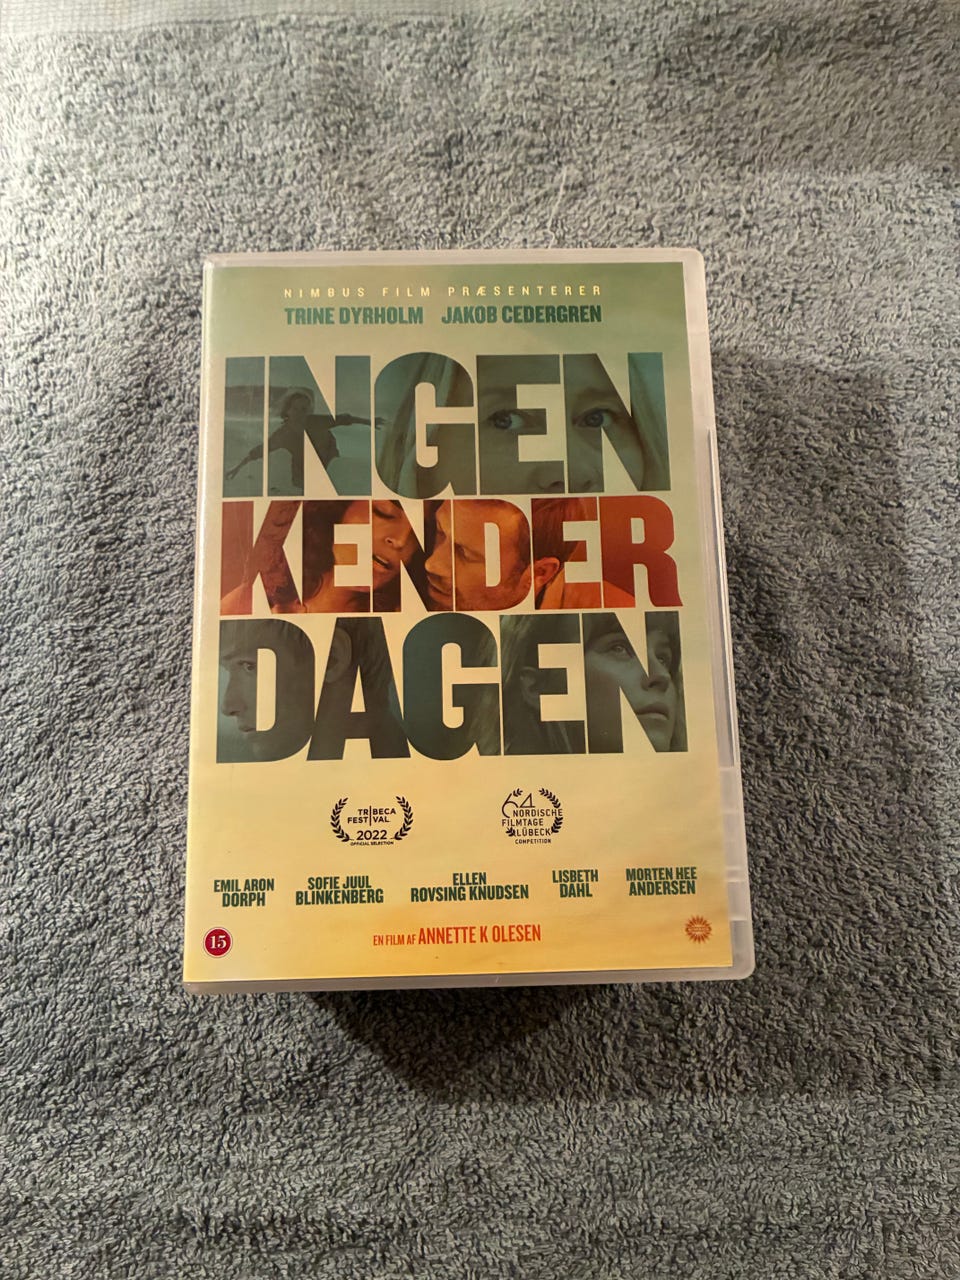 NIMBUS FILM PRÆSENTERER
TRINE DYRHOLM JAKOB CEDERGREN
INGEN
KENDER
DAGEN
TRIBECA
FESTIVAL
2022
OFFICIAL SELECTION
64
NORDISCHE
FILMTAGE
LÜBECK
COMPETITION
EMIL ARON
DORPH
SOFIE JUUL
BLINKENBERG
ELLEN
ROVSING KNUDSEN
LISBETH
DAHL
MORTEN HEE
ANDERSEN
15
EN FILM AF ANNETTE K OLESEN